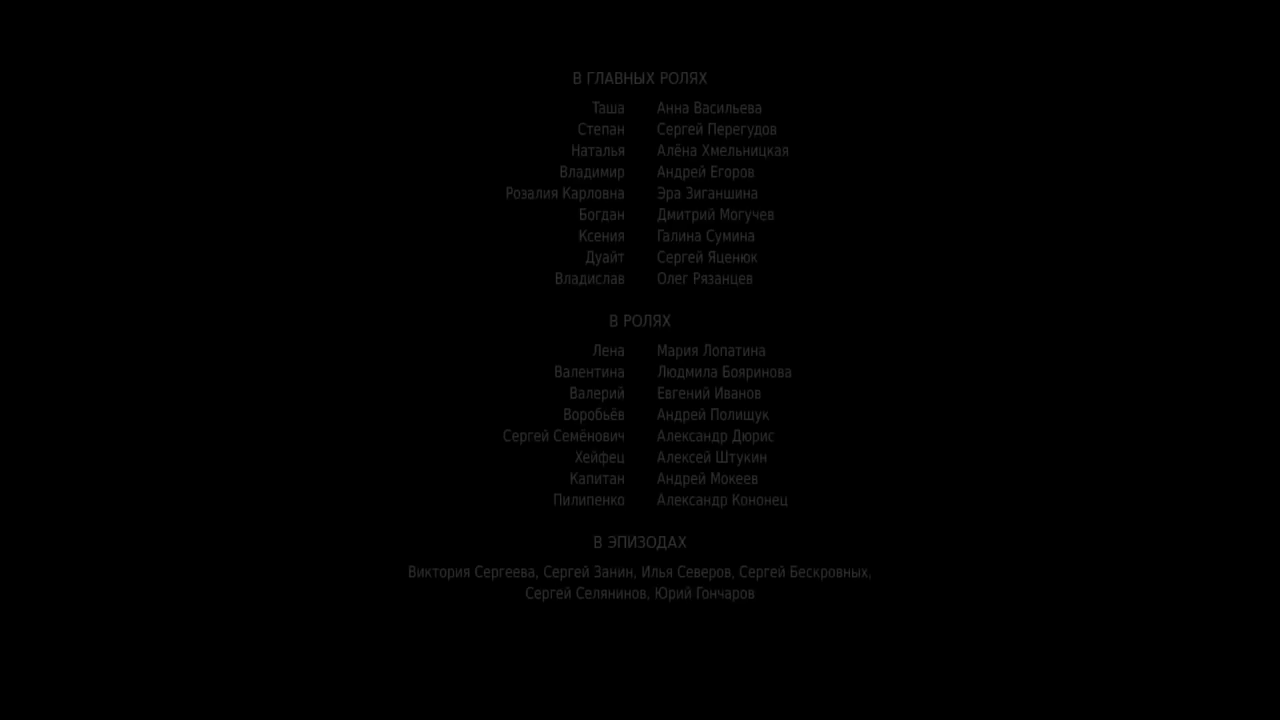 В ГЛАВНЫХ РОЛЯХ
Таша Анна Васильева
Степан Сергей Перегудов
Наталья Алёна Хмельницкая
Владимир Андрей Егоров
Розалия Карловна Эра Зиганшина
Богдан Дмитрий Могучев
Ксения Галина Сумина
Дуайт Сергей Яценюк
Владислав Олег Рязанцев
В РОЛЯХ
Лена Мария Лопатина
Валентина Людмила Бояринова
Валерий Евгений Иванов
Воробьёв Андрей Полищук
Сергей Семёнович Александр Дюрис
Хейфец Алексей Штукин
Капитан Андрей Мокеев
Пилипенко Александр Кононец
В ЭПИЗОДАХ
Виктория Сергеева, Сергей Занин, Илья Северов, Сергей Бескровных,
Сергей Селянинов, Юрий Гончаров